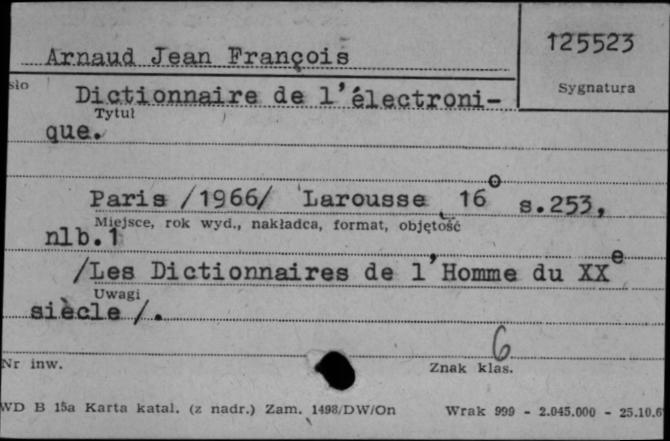 Arnaud Jean François
125523
Sygnatura
sło
Dictionnaire de l'électroni-
Tytuł
que.
Paris /1966/ Larousse 16° s.253,
Miejsce, rok wyd., nakładca, format, objętość
nlb.1
/Les Dictionnaires de l'Homme du XXe
Uwagi
siècle /.
6
Nr inw.
Znak klas.
WD B 15a Karta katal. (z nadr.) Zam. 1498/DW/On Wrak 999 - 2.045.000 - 25.10.6